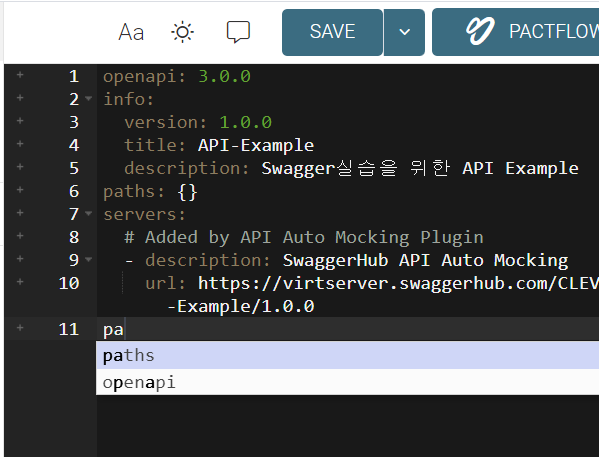 Aa SAVE PACTFLOW
1 openapi: 3.0.0
2 info:
3 version: 1.0.0
4 title: API-Example
5 description: Swagger실습을 위한 API Example
6 paths: {}
7 servers:
8 # Added by API Auto Mocking Plugin
9 - description: SwaggerHub API Auto Mocking
10 url: https://virtserver.swaggerhub.com/CLEV
-Example/1.0.0
11 pa
paths
openapi